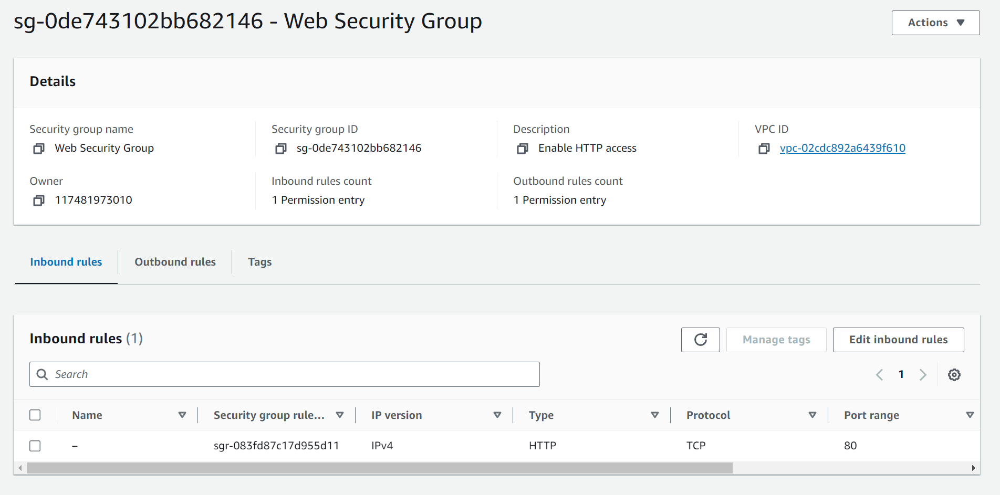 sg-0de743102bb682146 - Web Security Group
Actions
Details
Security group name
Web Security Group
Security group ID
sg-0de743102bb682146
Description
Enable HTTP access
VPC ID
vpc-02cdc892a6439f610
Owner
117481973010
Inbound rules count
1 Permission entry
Outbound rules count
1 Permission entry
Inbound rules
Outbound rules
Tags
Inbound rules (1)
Manage tags
Edit inbound rules
Search
1
Name
Security group rule...
IP version
Type
Protocol
Port range
–
sgr-083fd87c17d955d11
IPv4
HTTP
TCP
80